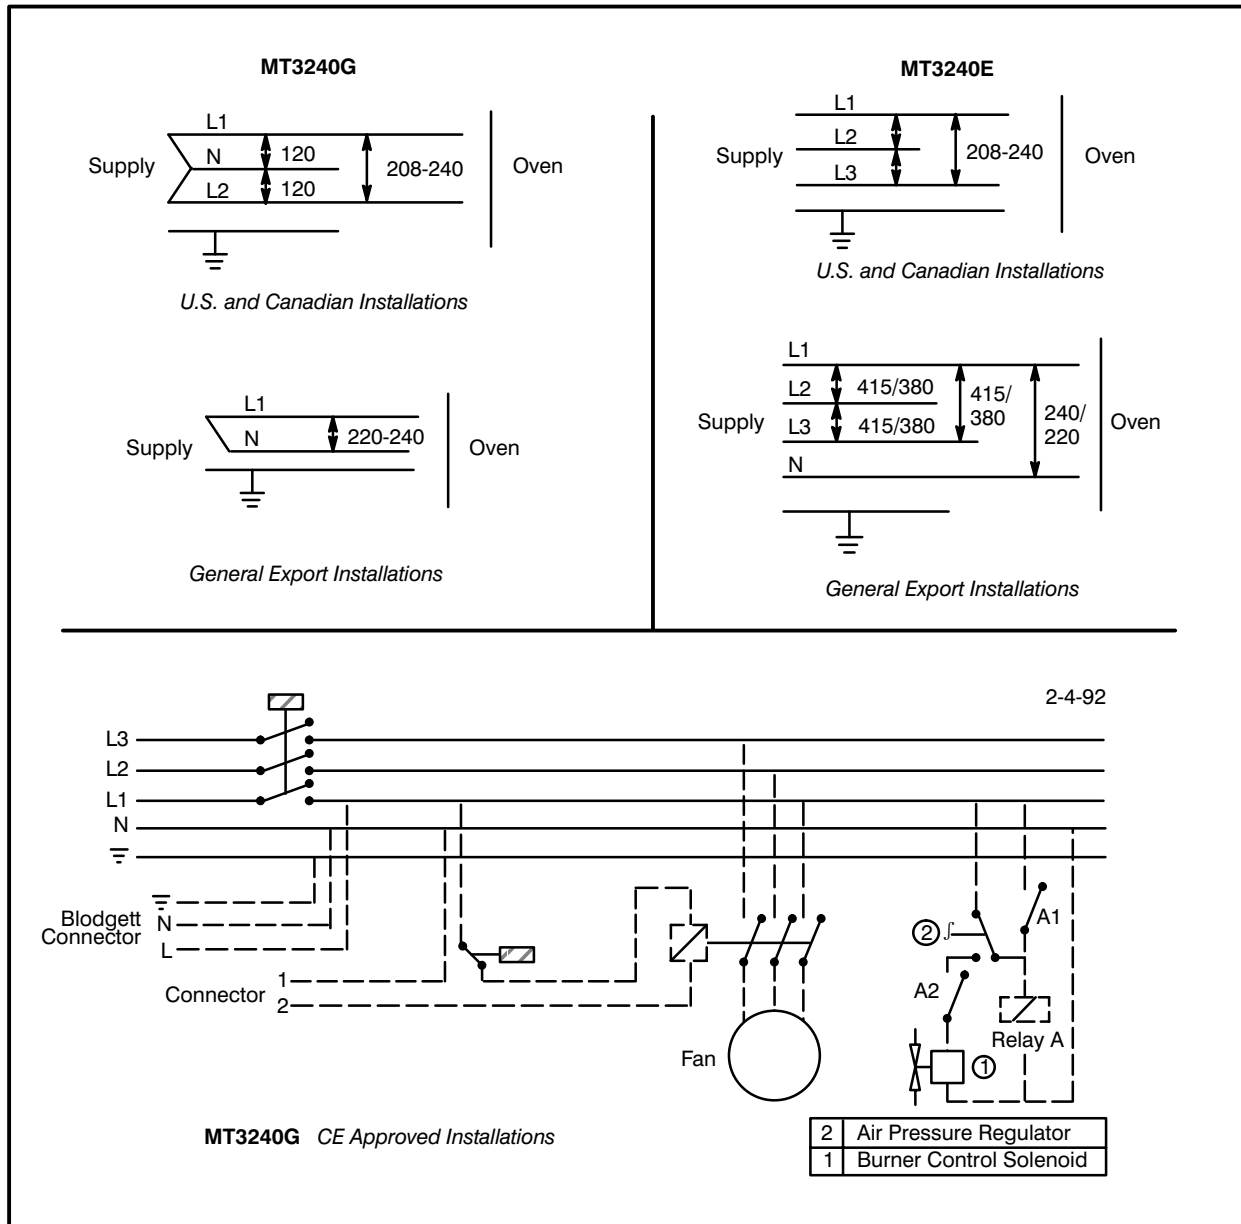 MT3240G
L1
N
120
L2
120
208-240
Supply
Oven
U.S. and Canadian Installations
L1
N
220-240
Supply
Oven
General Export Installations
MT3240E
L1
L2
L3
208-240
Supply
Oven
U.S. and Canadian Installations
L1
L2
415/380
L3
415/380
N
415/
380
240/
220
Supply
Oven
General Export Installations
2-4-92
L3
L2
L1
N
Blodgett
Connector
N
L
Connector
1
2
Fan
2
A1
A2
Relay A
1
MT3240G CE Approved Installations
2 Air Pressure Regulator
1 Burner Control Solenoid